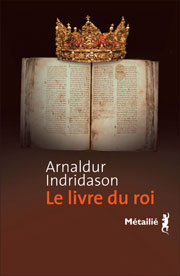 Arnaldur
Indridason
Le livre du roi
Métailié